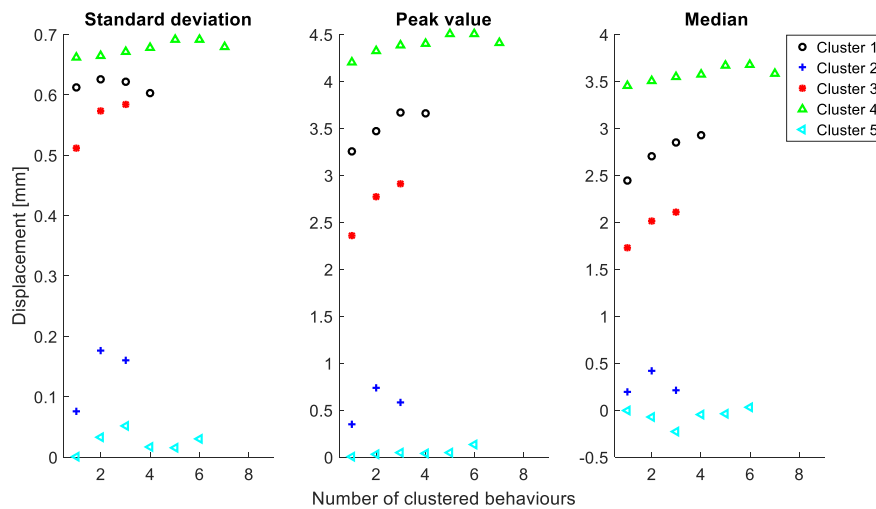 Standard deviation
Peak value
Median
0.7
0.6
0.5
0.4
0.3
0.2
0.1
0
4.5
4
3.5
3
2.5
2
1.5
1
0.5
0
4
3.5
3
2.5
2
1.5
1
0.5
0
-0.5
Displacement [mm]
2 4 6 8
2 4 6 8
2 4 6 8
Number of clustered behaviours
Cluster 1
Cluster 2
Cluster 3
Cluster 4
Cluster 5